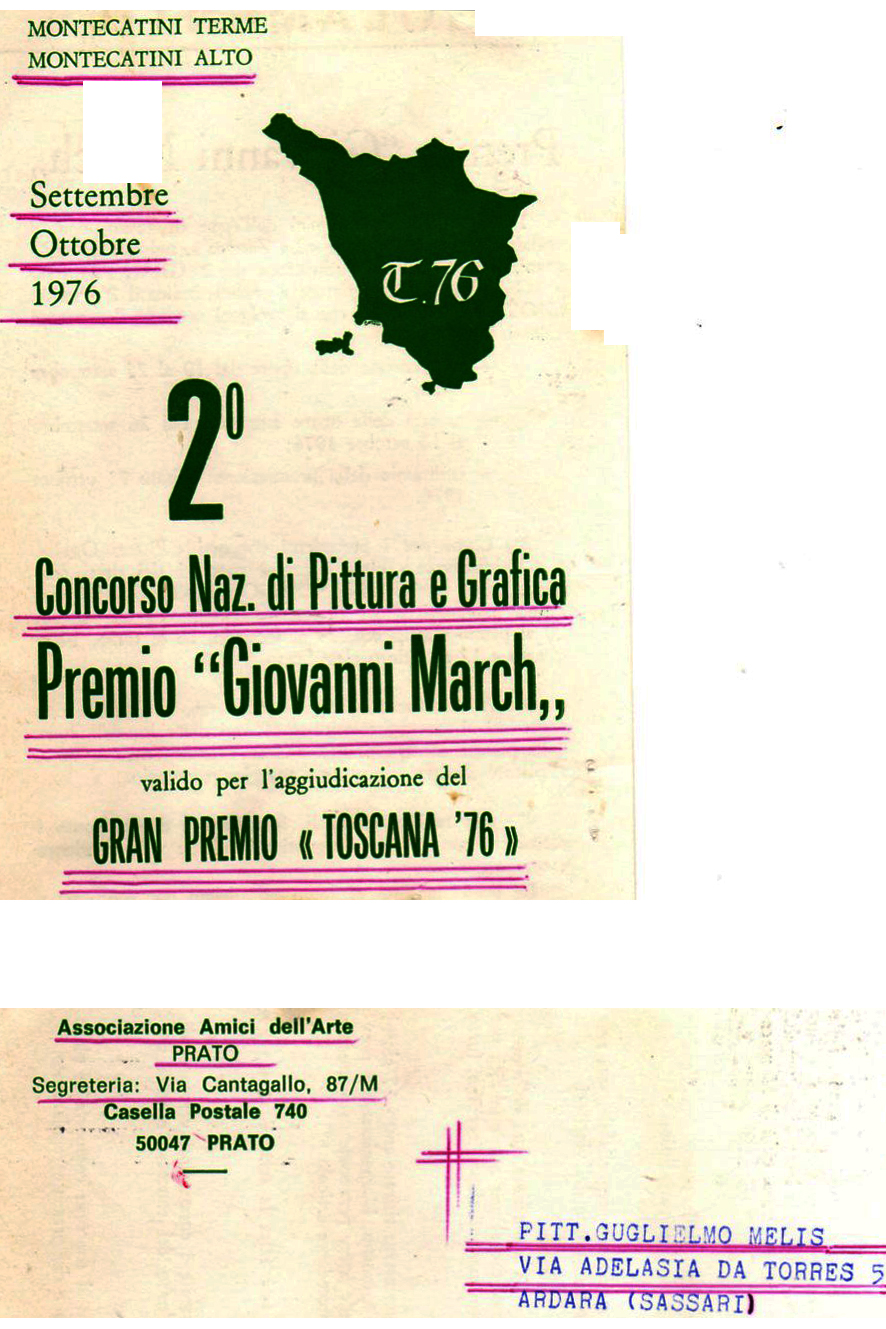 MONTECATINI TERME
MONTECATINI ALTO
Settembre
Ottobre
1976
T.76
2º
Concorso Naz. di Pittura e Grafica
Premio “Giovanni March„
valido per l'aggiudicazione del
GRAN PREMIO « TOSCANA '76 »
Associazione Amici dell'Arte
PRATO
Segreteria: Via Cantagallo, 87/M
Casella Postale 740
50047 PRATO
PITT.GUGLIELMO MELIS
VIA ADELASIA DA TORRES 5
ARDARA (SASSARI)